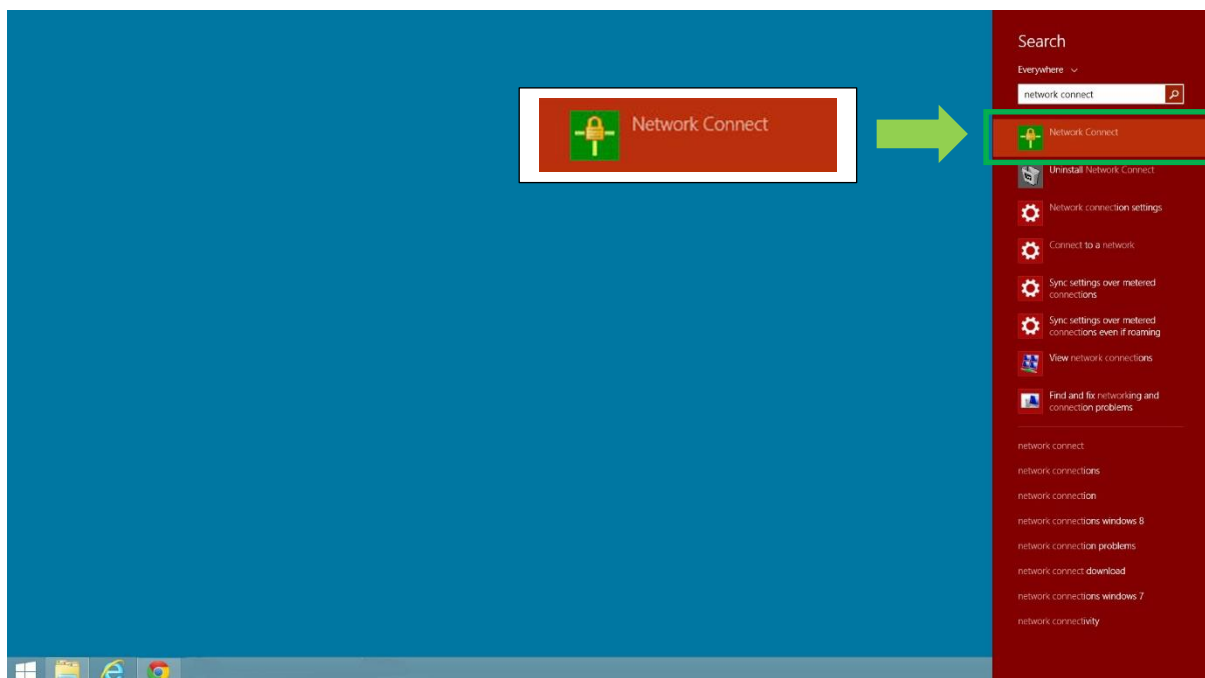 Search
Everywhere
network connect
Network Connect
Network Connect
Uninstall Network Connect
Network connection settings
Connect to a network
Sync settings over metered
connections
Sync settings over metered
connections even if roaming
View network connections
Find and fix networking and
connection problems
network connect
network connections
network connection
network connections windows 8
network connection problems
network connect download
network connections windows 7
network connectivity